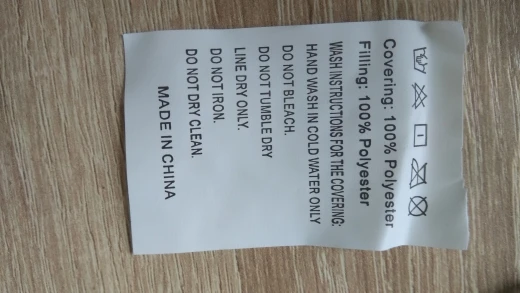 Covering: 100% Polyester
Filling: 100% Polyester
WASH INSTRUCTIONS FOR THE COVERING:
HAND WASH IN COLD WATER ONLY
DO NOT BLEACH.
DO NOT TUMBLE DRY
LINE DRY ONLY.
DO NOT IRON.
DO NOT DRY CLEAN.
MADE IN CHINA